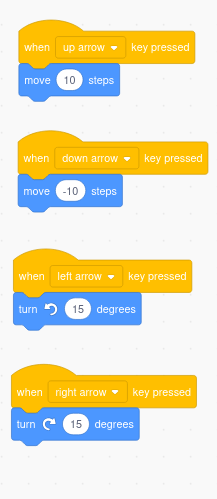 when up arrow key pressed
move 10 steps
when down arrow key pressed
move -10 steps
when left arrow key pressed
turn 15 degrees
when right arrow key pressed
turn 15 degrees